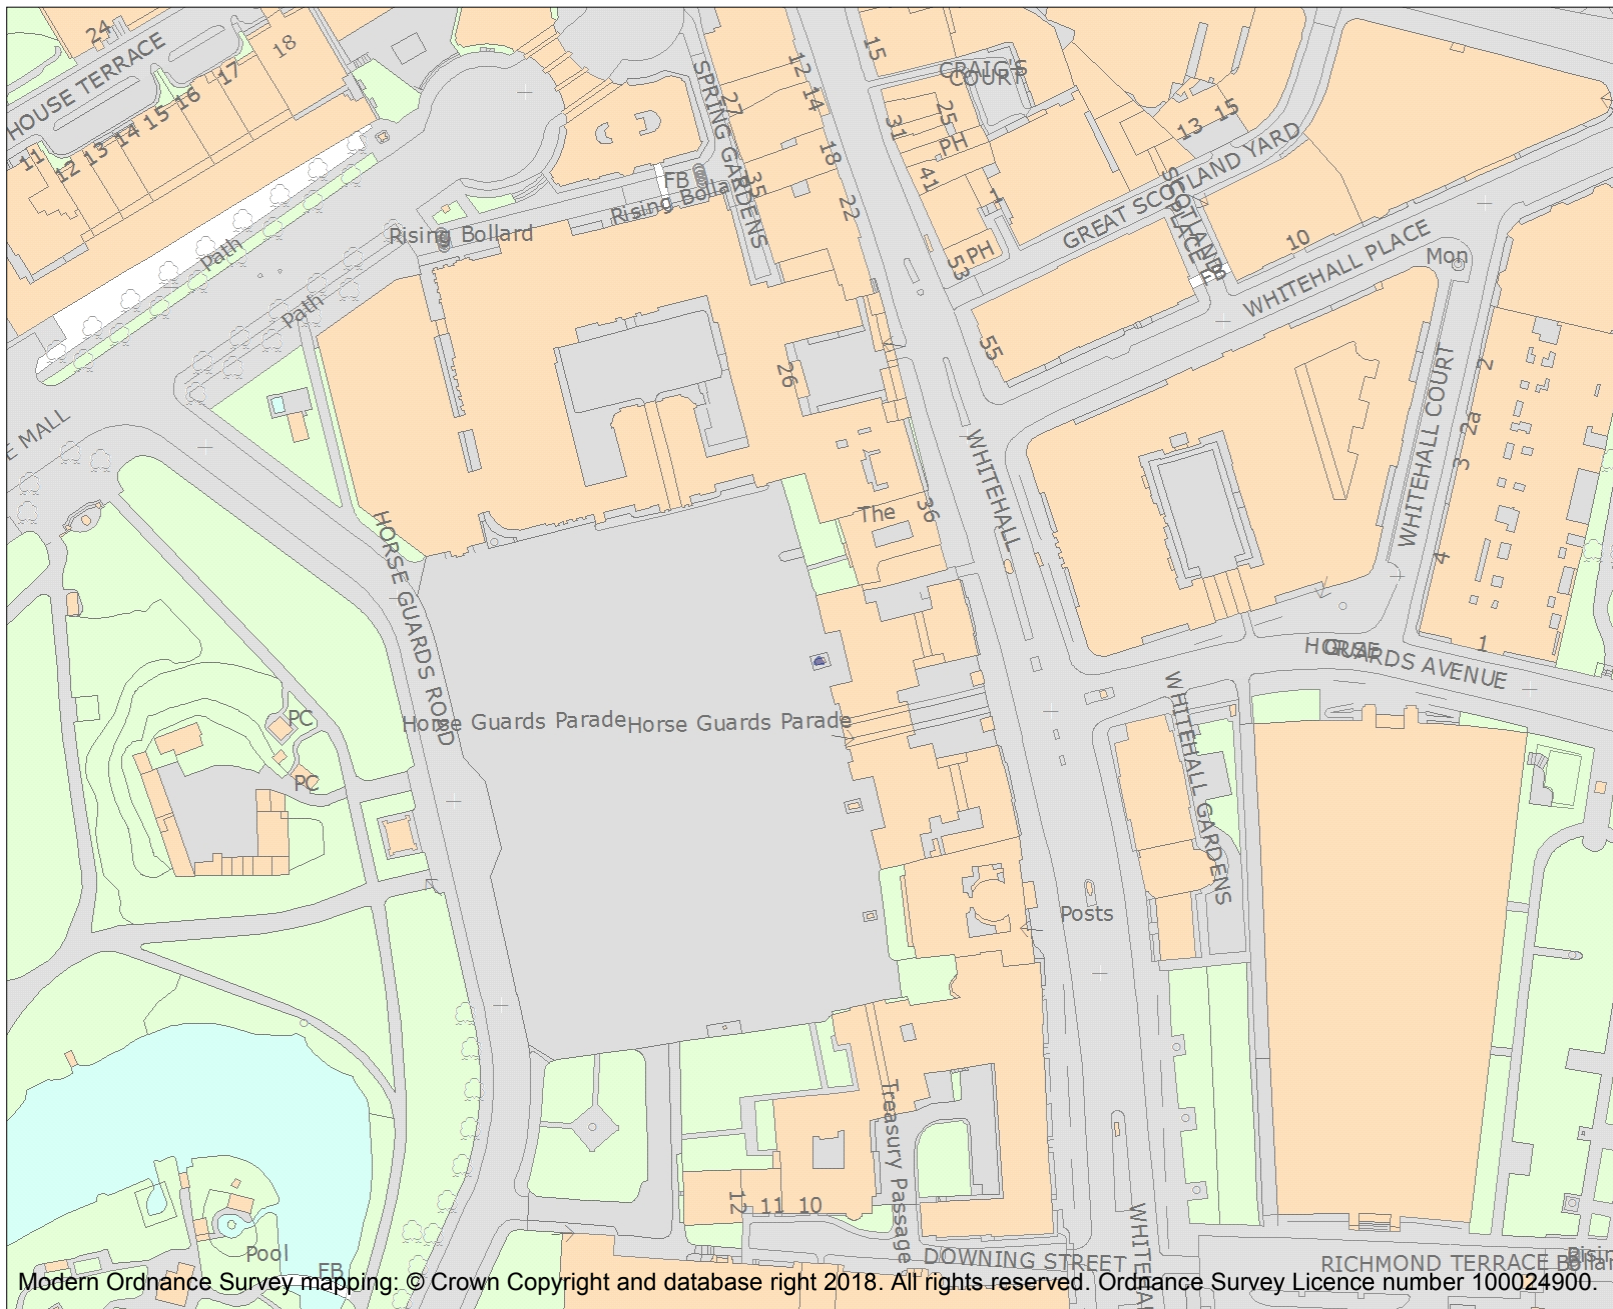 24
18
HOUSE TERRACE
17
16
15
14
13
12
11
SPRING GARDENS
27
12
14
15
CRAIG'S
COURT
31
25
PH
18
41
22
35
FB
Rising
Rising Bollard
Path
Path
1
PH
53
55
13
15
GREAT SCOTLAND YARD
SCOTLAND
PLACE
FB
10
WHITEHALL PLACE
Mon
26
WHITEHALL
WHITEHALL COURT
2
2a
3
4
1
E MALL
The
36
HORSE GUARDS ROAD
HORSE
GUARDS AVENUE
Horse Guards Parade
Horse Guards Parade
PC
PC
WHITEHALL GARDENS
Posts
Treasury Passage
12
11
10
DOWNING STREET
RICHMOND TERRACE
Pool
FB
Modern Ordnance Survey mapping: © Crown Copyright and database right 2018. All rights reserved. Ordnance Survey Licence number 100024900.